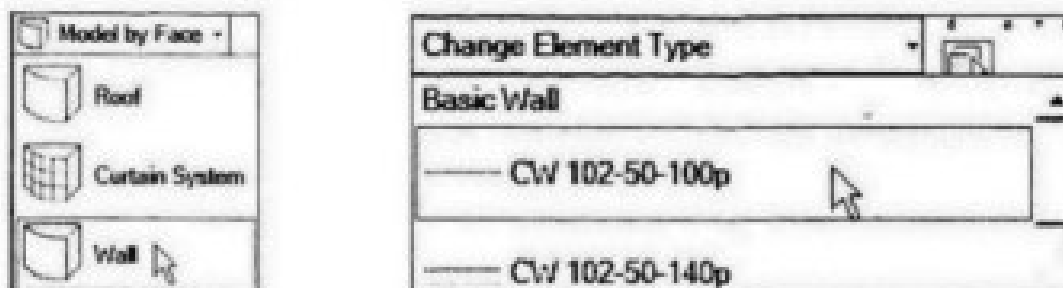 Model by Face
Roof
Curtain System
Wall
Change Element Type
Basic Wall
CW 102-50-100p
CW 102-50-140p